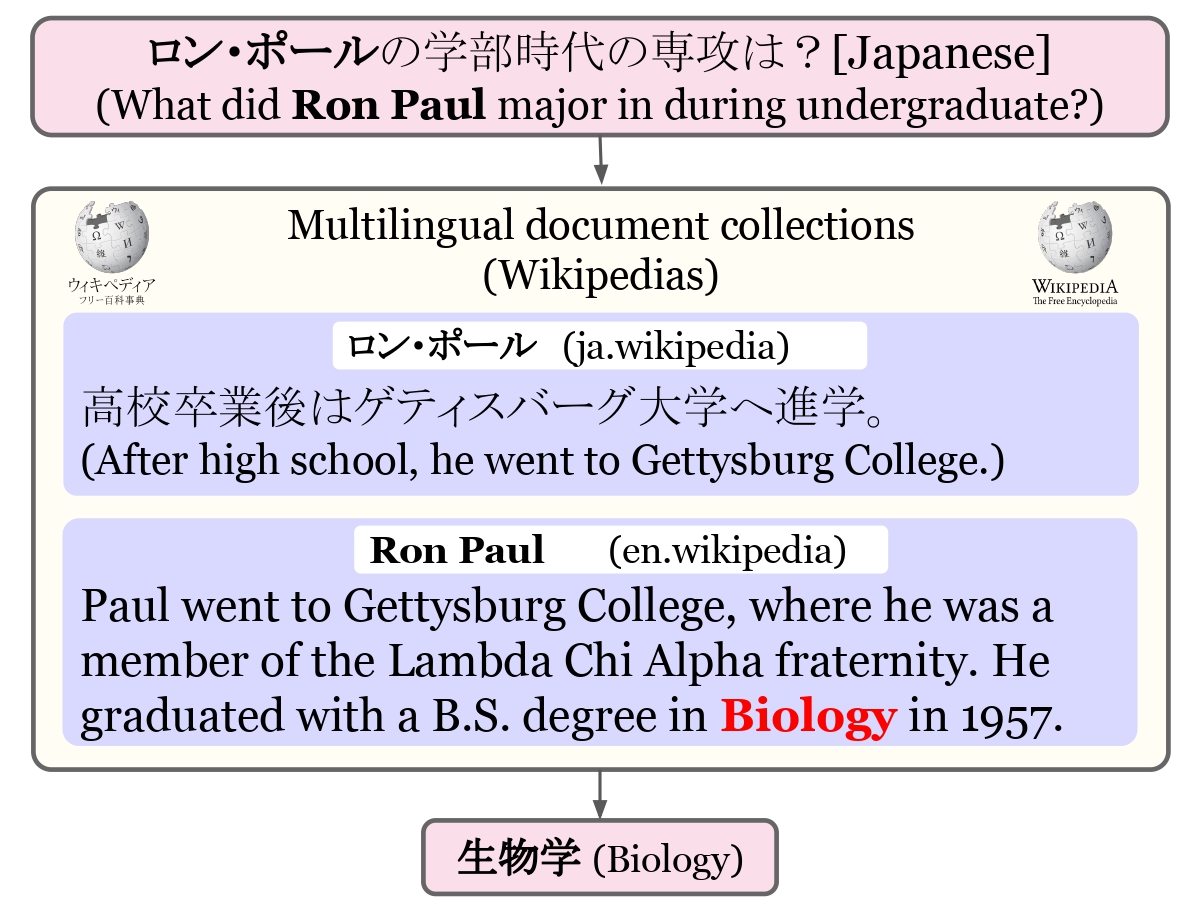 ロン・ポールの学部時代の専攻は？[Japanese]
(What did Ron Paul major in during undergraduate?)
Multilingual document collections
(Wikipedias)
ウィキペディア
フリー百科事典
WIKIPEDIA
The Free Encyclopedia
ロン・ポール (ja.wikipedia)
高校卒業後はゲティスバーグ大学へ進学。
(After high school, he went to Gettysburg College.)
Ron Paul (en.wikipedia)
Paul went to Gettysburg College, where he was a
member of the Lambda Chi Alpha fraternity. He
graduated with a B.S. degree in Biology in 1957.
生物学 (Biology)